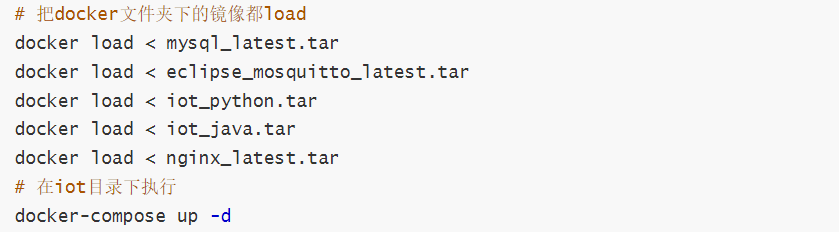 # 把docker文件夹下的镜像都load
docker load < mysql_latest.tar
docker load < eclipse_mosquitto_latest.tar
docker load < iot_python.tar
docker load < iot_java.tar
docker load < nginx_latest.tar
# 在iot目录下执行
docker-compose up -d